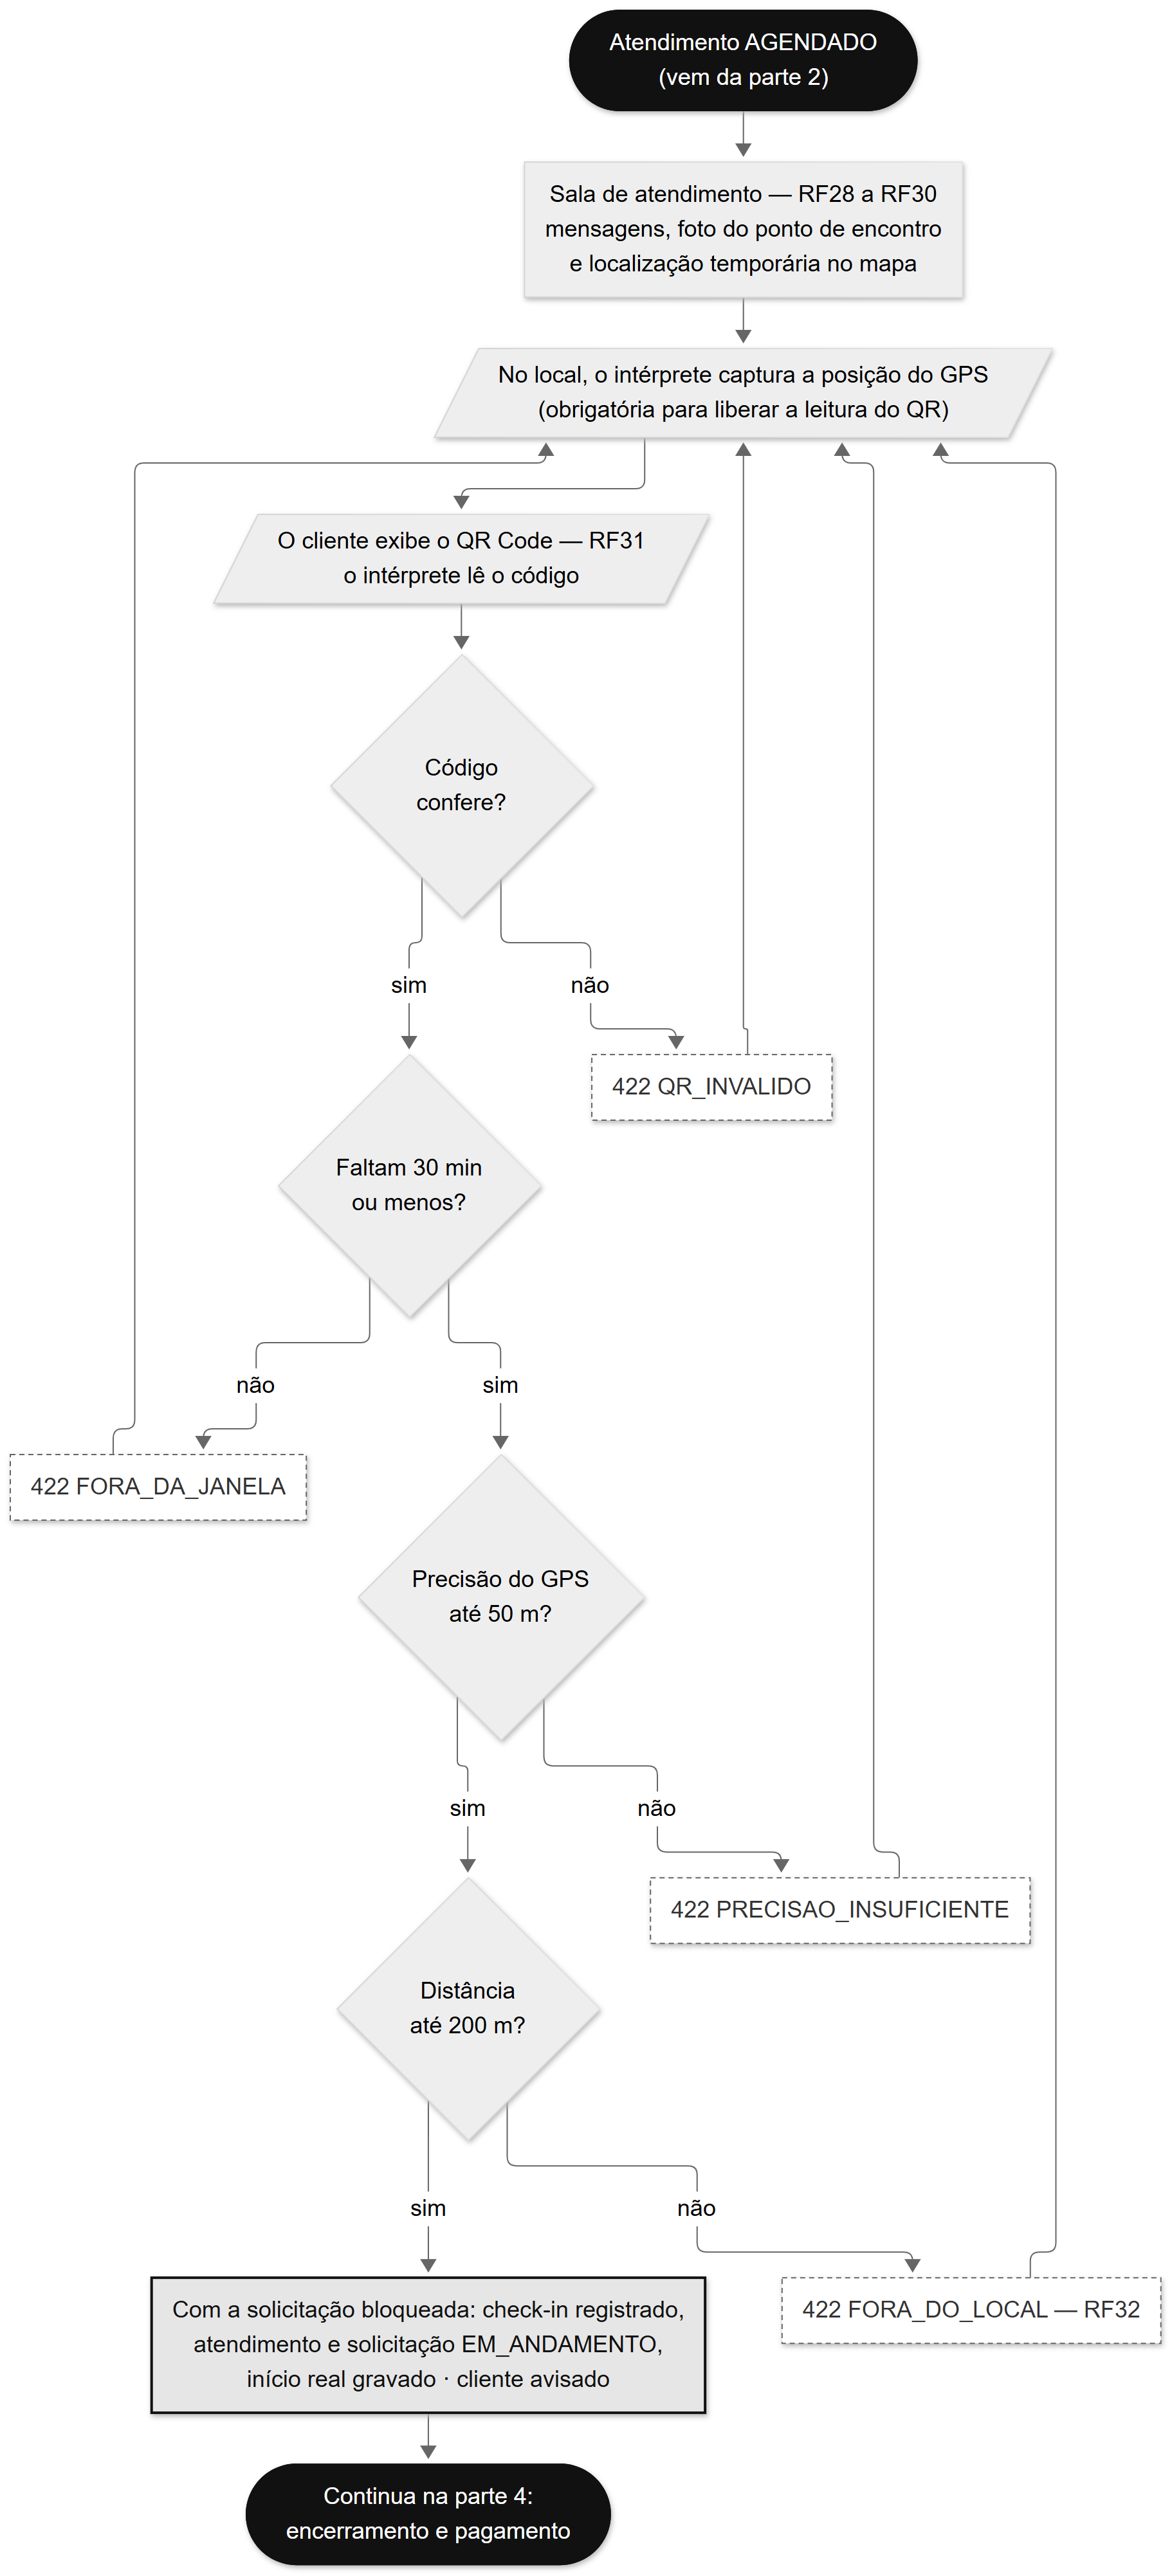 Atendimento AGENDADO
(vem da parte 2)
Sala de atendimento — RF28 a RF30
mensagens, foto do ponto de encontro
e localização temporária no mapa
No local, o intérprete captura a posição do GPS
(obrigatória para liberar a leitura do QR)
O cliente exibe o QR Code — RF31
o intérprete lê o código
Código
confere?
sim
não
422 QR_INVALIDO
Faltam 30 min
ou menos?
não
sim
422 FORA_DA_JANELA
Precisão do GPS
até 50 m?
sim
não
422 PRECISAO_INSUFICIENTE
Distância
até 200 m?
sim
não
Com a solicitação bloqueada: check-in registrado,
atendimento e solicitação EM_ANDAMENTO,
início real gravado · cliente avisado
422 FORA_DO_LOCAL — RF32
Continua na parte 4:
encerramento e pagamento